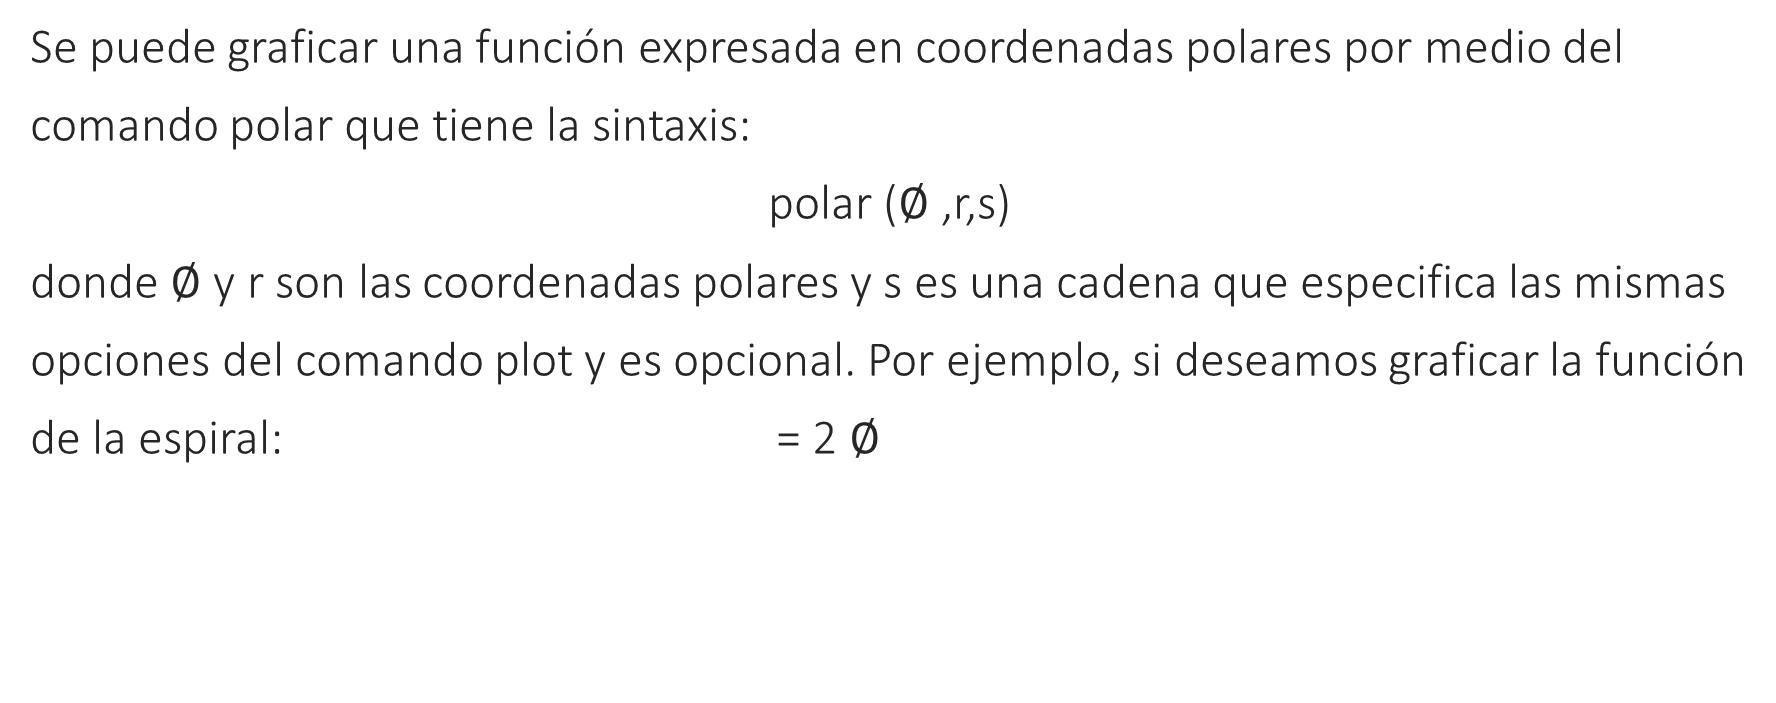 Se puede graficar una función expresada en coordenadas polares por medio del
comando polar que tiene la sintaxis:
polar (Ø ,r,s)
donde Ø y r son las coordenadas polares y s es una cadena que especifica las mismas
opciones del comando plot y es opcional. Por ejemplo, si deseamos graficar la función
de la espiral: = 2 Ø